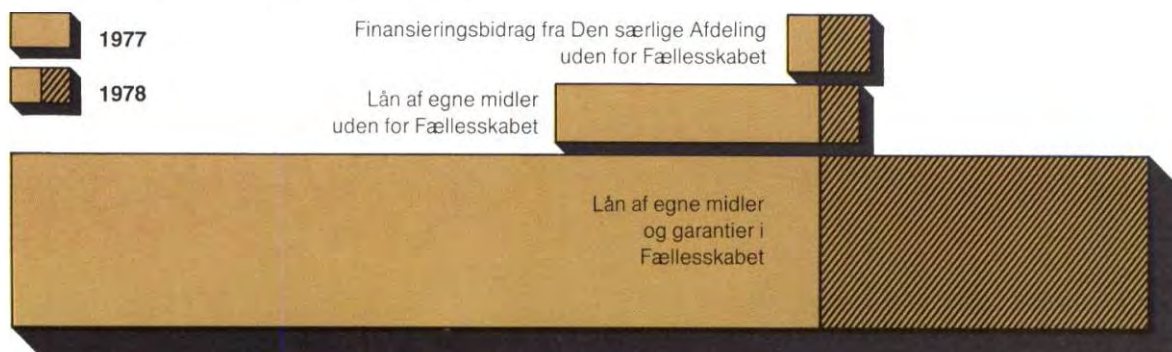 1977
1978
Finansieringsbidrag fra Den særlige Afdeling
uden for Fællesskabet
Lån af egne midler
uden for Fællesskabet
Lån af egne midler
og garantier i
Fællesskabet